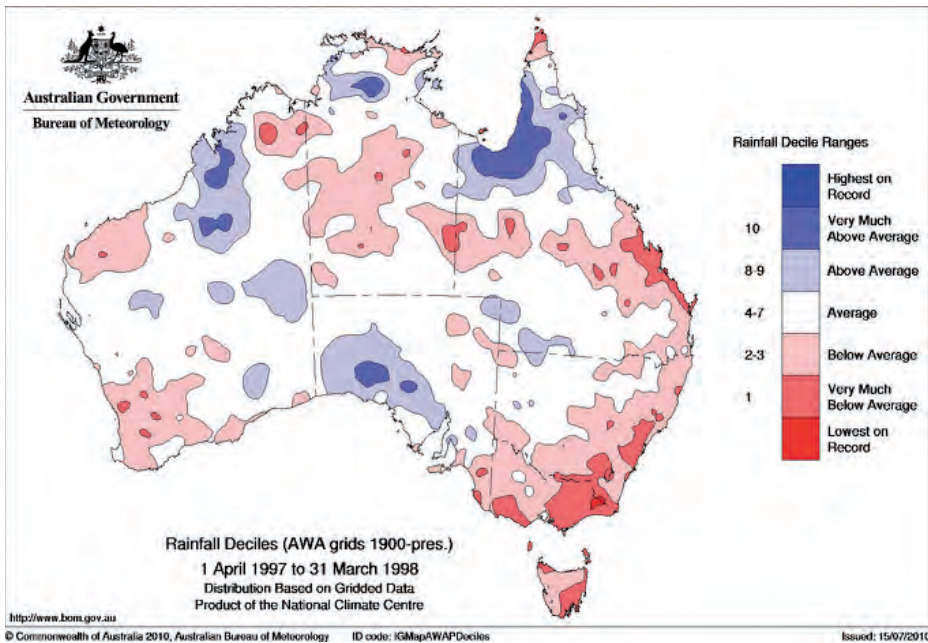 Australian Government
Bureau of Meteorology
Rainfall Decile Ranges
Highest on
Record
10
Very Much
Above Average
8-9
Above Average
4-7
Average
2-3
Below Average
1
Very Much
Below Average
Lowest on
Record
Rainfall Deciles (AWA grids 1900-pres.)
1 April 1997 to 31 March 1998
Distribution Based on Gridded Data
Product of the National Climate Centre
http://www.bom.gov.au
© Commonwealth of Australia 2010, Australian Bureau of Meteorology ID code: IGMapAWAPDeciles Issued: 15/07/2010